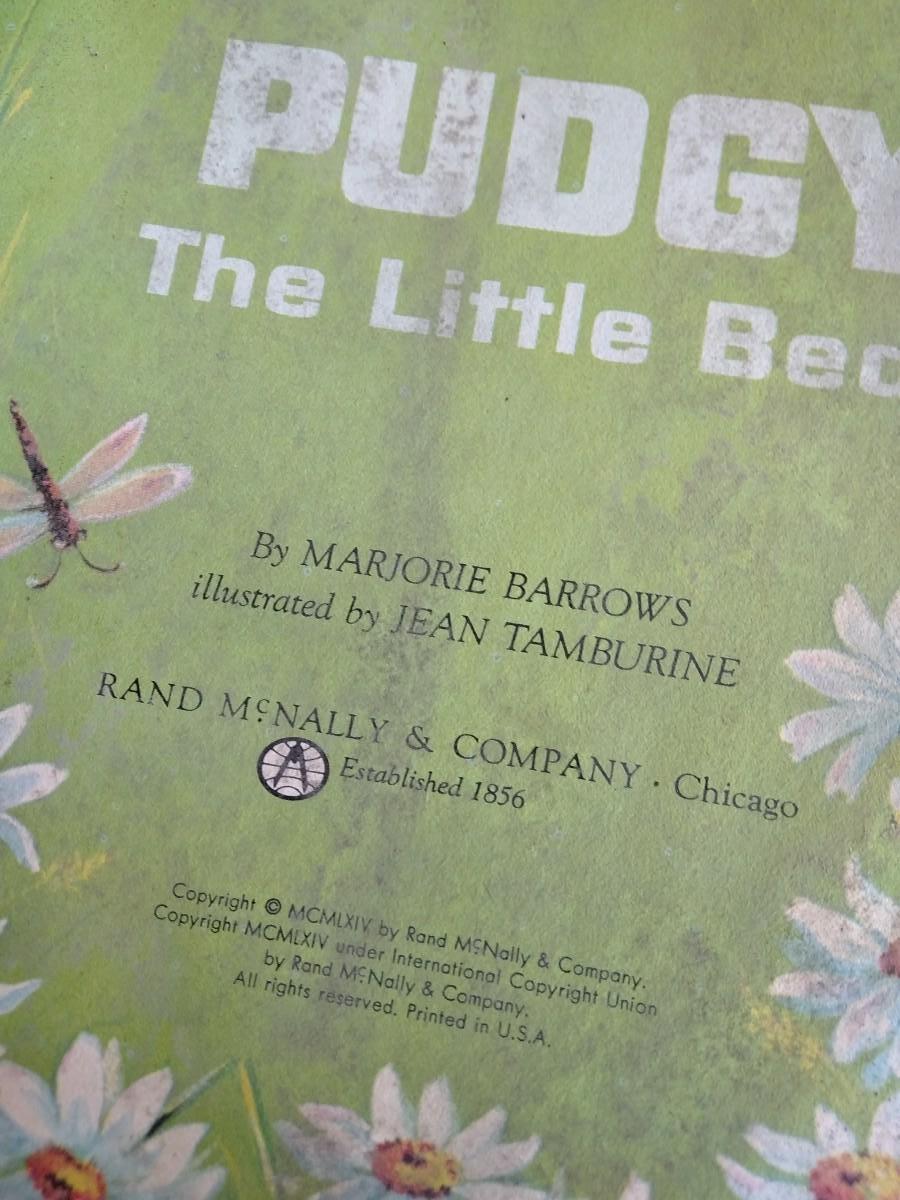 PUDGY
The Little Bea
By MARJORIE BARROWS
illustrated by JEAN TAMBURINE
RAND MᶜNALLY & COMPANY · Chicago
Established 1856
Copyright © MCMLXIV by Rand MᶜNally & Company.
Copyright MCMLXIV under International Copyright Union
by Rand MᶜNally & Company.
All rights reserved. Printed in U.S.A.